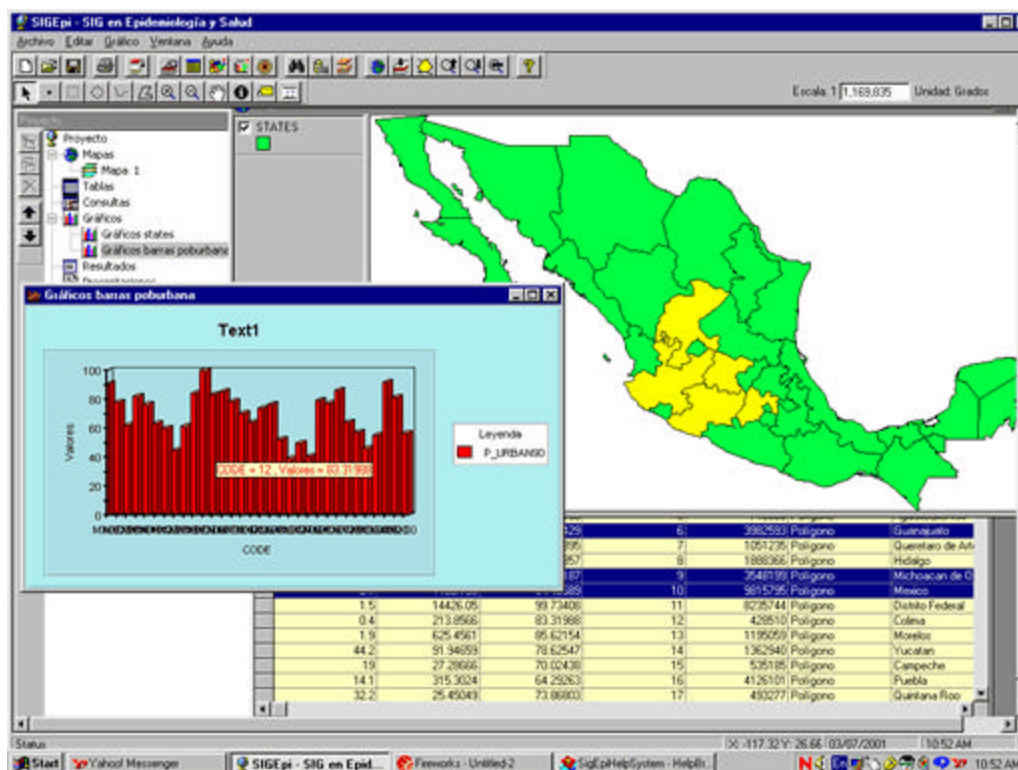 SIGEpi - SIG en Epidemiología y Salud
Archivo Editar Gráfico Ventana Ayuda
Escala: 1 1,169,835 Unidad: Grados
Proyecto
Proyecto
Mapas
Mapa: 1
Tablas
Consultas
Gráficos
Gráficos states
Gráficos barras poburbana
Resultados
STATES
Gráficos barras poburbana
Text1
Valores
100
80
60
40
20
0
CODE = 12 , Valores = 83.31988
CODE
Leyenda
P_URBAN90
6 3982593 Polígono Guanajuato
7 1051235 Polígono Queretaro de Art
8 1888366 Polígono Hidalgo
9 3548199 Polígono Michoacan de O
10 9815795 Polígono Mexico
1.5 14426.05 99.73408 11 8235744 Polígono Distrito Federal
0.4 213.8566 83.31988 12 428510 Polígono Colima
1.9 625.4561 85.62154 13 1195059 Polígono Morelos
44.2 91.94659 78.62547 14 1362940 Polígono Yucatan
19 27.28666 70.02438 15 535185 Polígono Campeche
14.1 315.3024 64.29263 16 4126101 Polígono Puebla
32.2 25.45049 73.86803 17 493277 Polígono Quintana Roo
Status X: -117.32 Y: 26.66 03/07/2001 10:52 AM
Start Yahoo! Messenger SIGEpi - SIG en Epid... Fireworks - Untitled-2 SigEpiHelpSystem - HelpBr... 10:52 AM